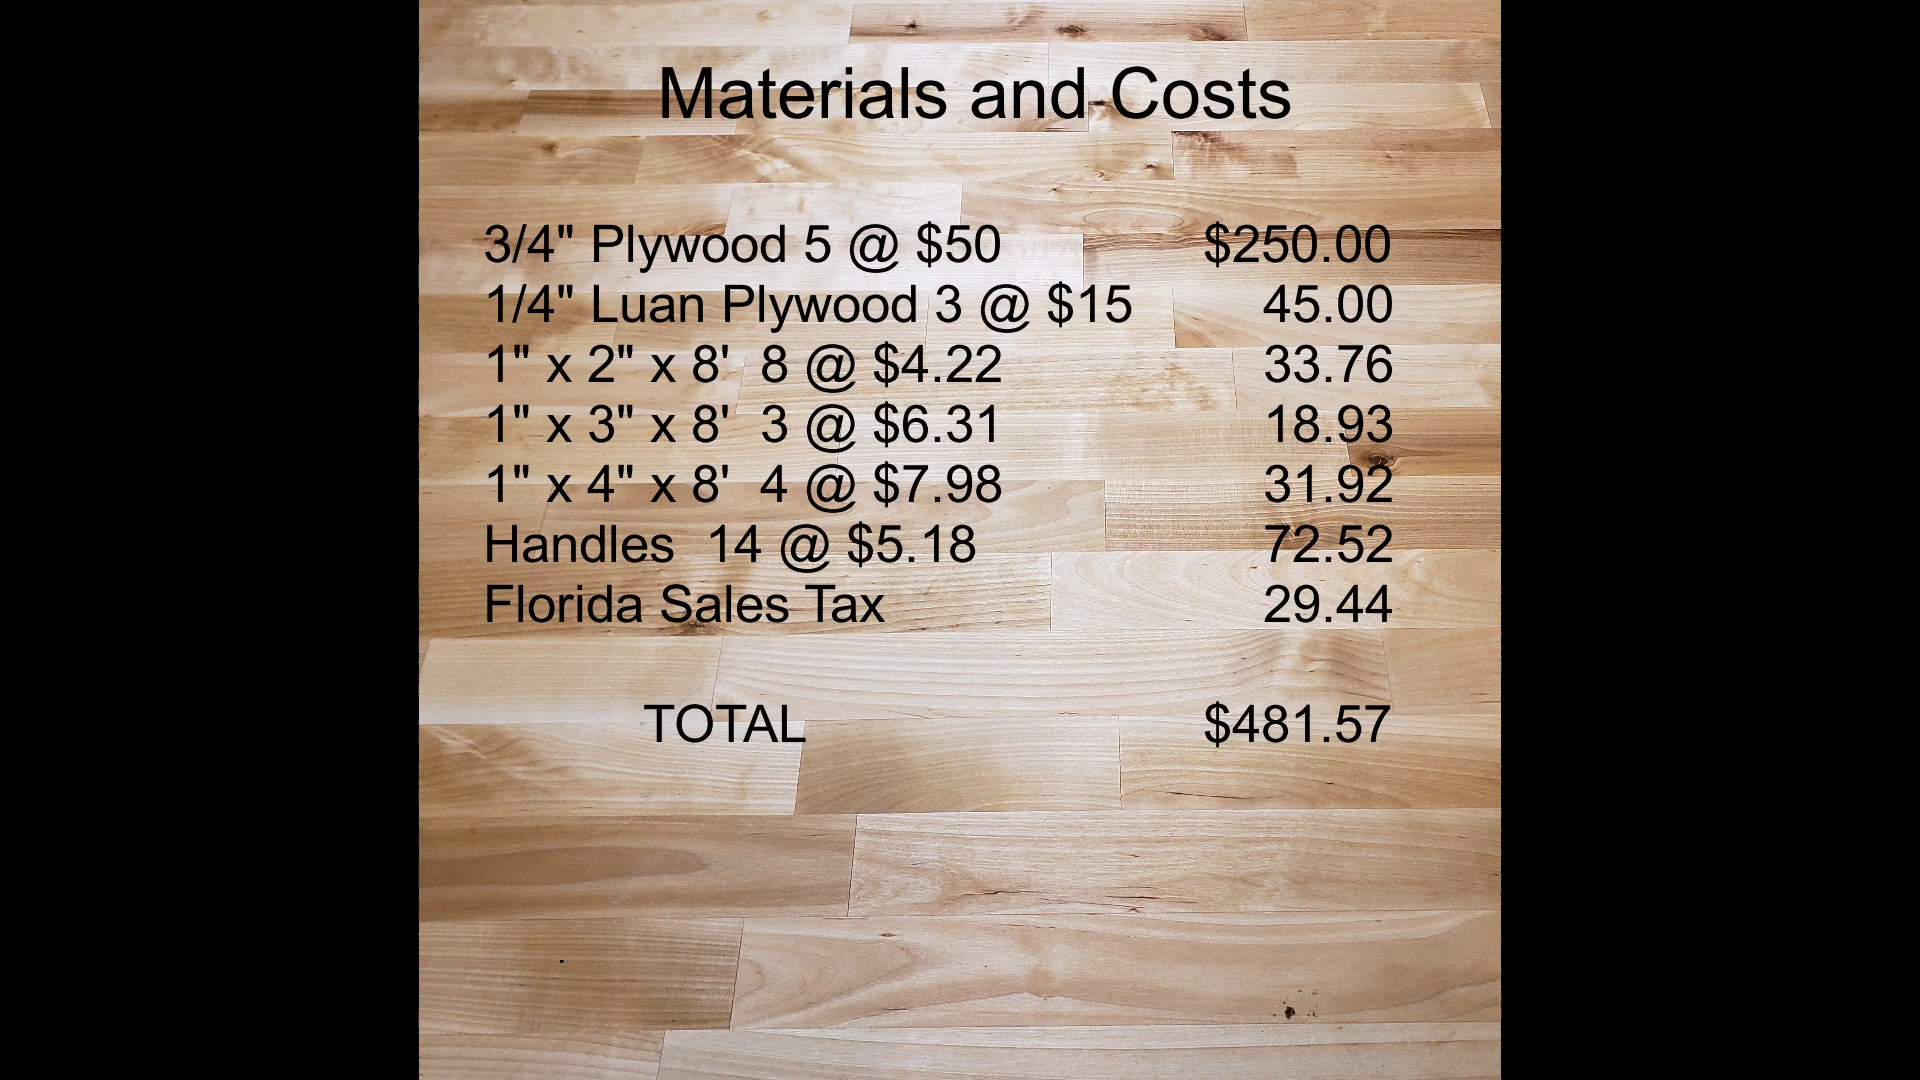 Materials and Costs
3/4" Plywood 5 @ $50 $250.00
1/4" Luan Plywood 3 @ $15 45.00
1" x 2" x 8' 8 @ $4.22 33.76
1" x 3" x 8' 3 @ $6.31 18.93
1" x 4" x 8' 4 @ $7.98 31.92
Handles 14 @ $5.18 72.52
Florida Sales Tax 29.44
TOTAL $481.57